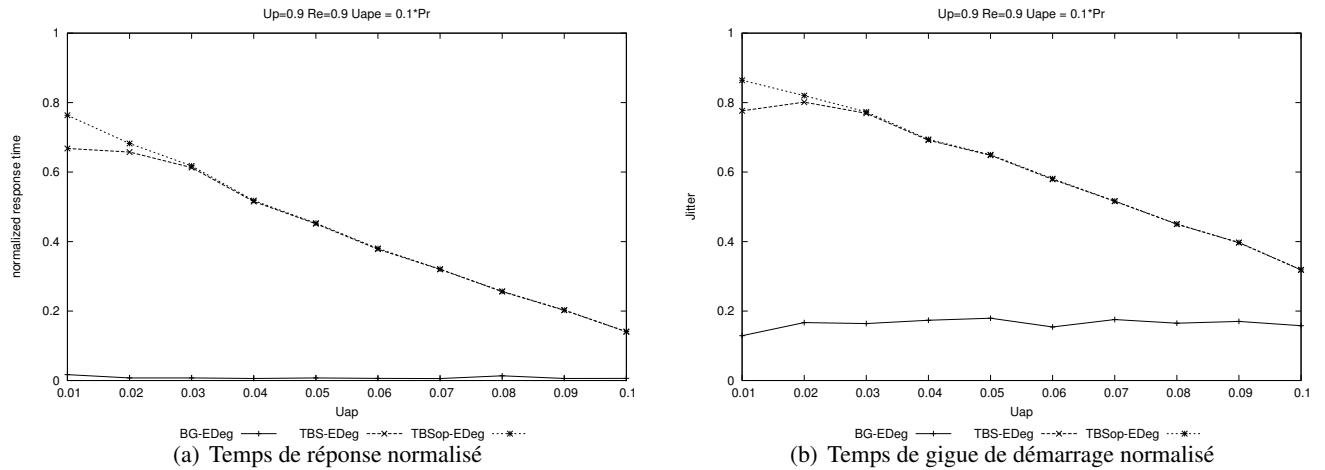 Up=0.9 Re=0.9 Uape = 0.1*Pr
1
0.8
0.6
0.4
0.2
0
normalized response time
0.01 0.02 0.03 0.04 0.05 0.06 0.07 0.08 0.09 0.1
Uap
BG-EDeg TBS-EDeg TBSop-EDeg
(a) Temps de réponse normalisé
Up=0.9 Re=0.9 Uape = 0.1*Pr
1
0.8
0.6
0.4
0.2
0
Jitter
0.01 0.02 0.03 0.04 0.05 0.06 0.07 0.08 0.09 0.1
Uap
BG-EDeg TBS-EDeg TBSop-EDeg
(b) Temps de gigue de démarrage normalisé